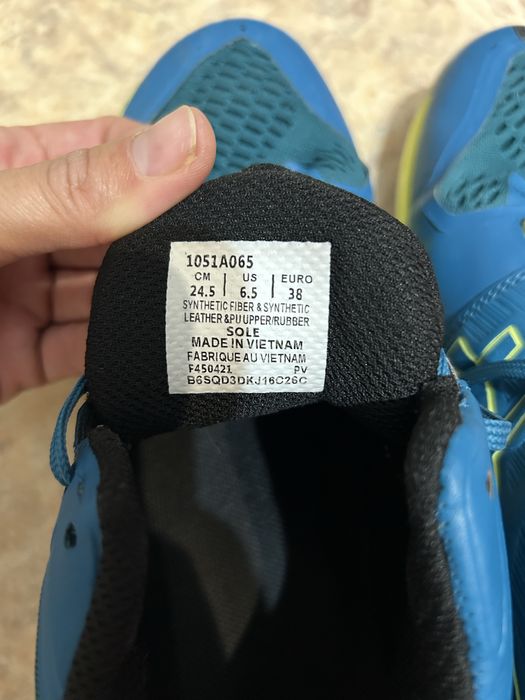 1051A065
CM | US | EURO
24.5 | 6.5 | 38
SYNTHETIC FIBER & SYNTHETIC
LEATHER &PU UPPER/RUBBER
SOLE
MADE IN VIETNAM
FABRIQUE AU VIETNAM
F450421 PV
B6SQD3DKJ16C26C